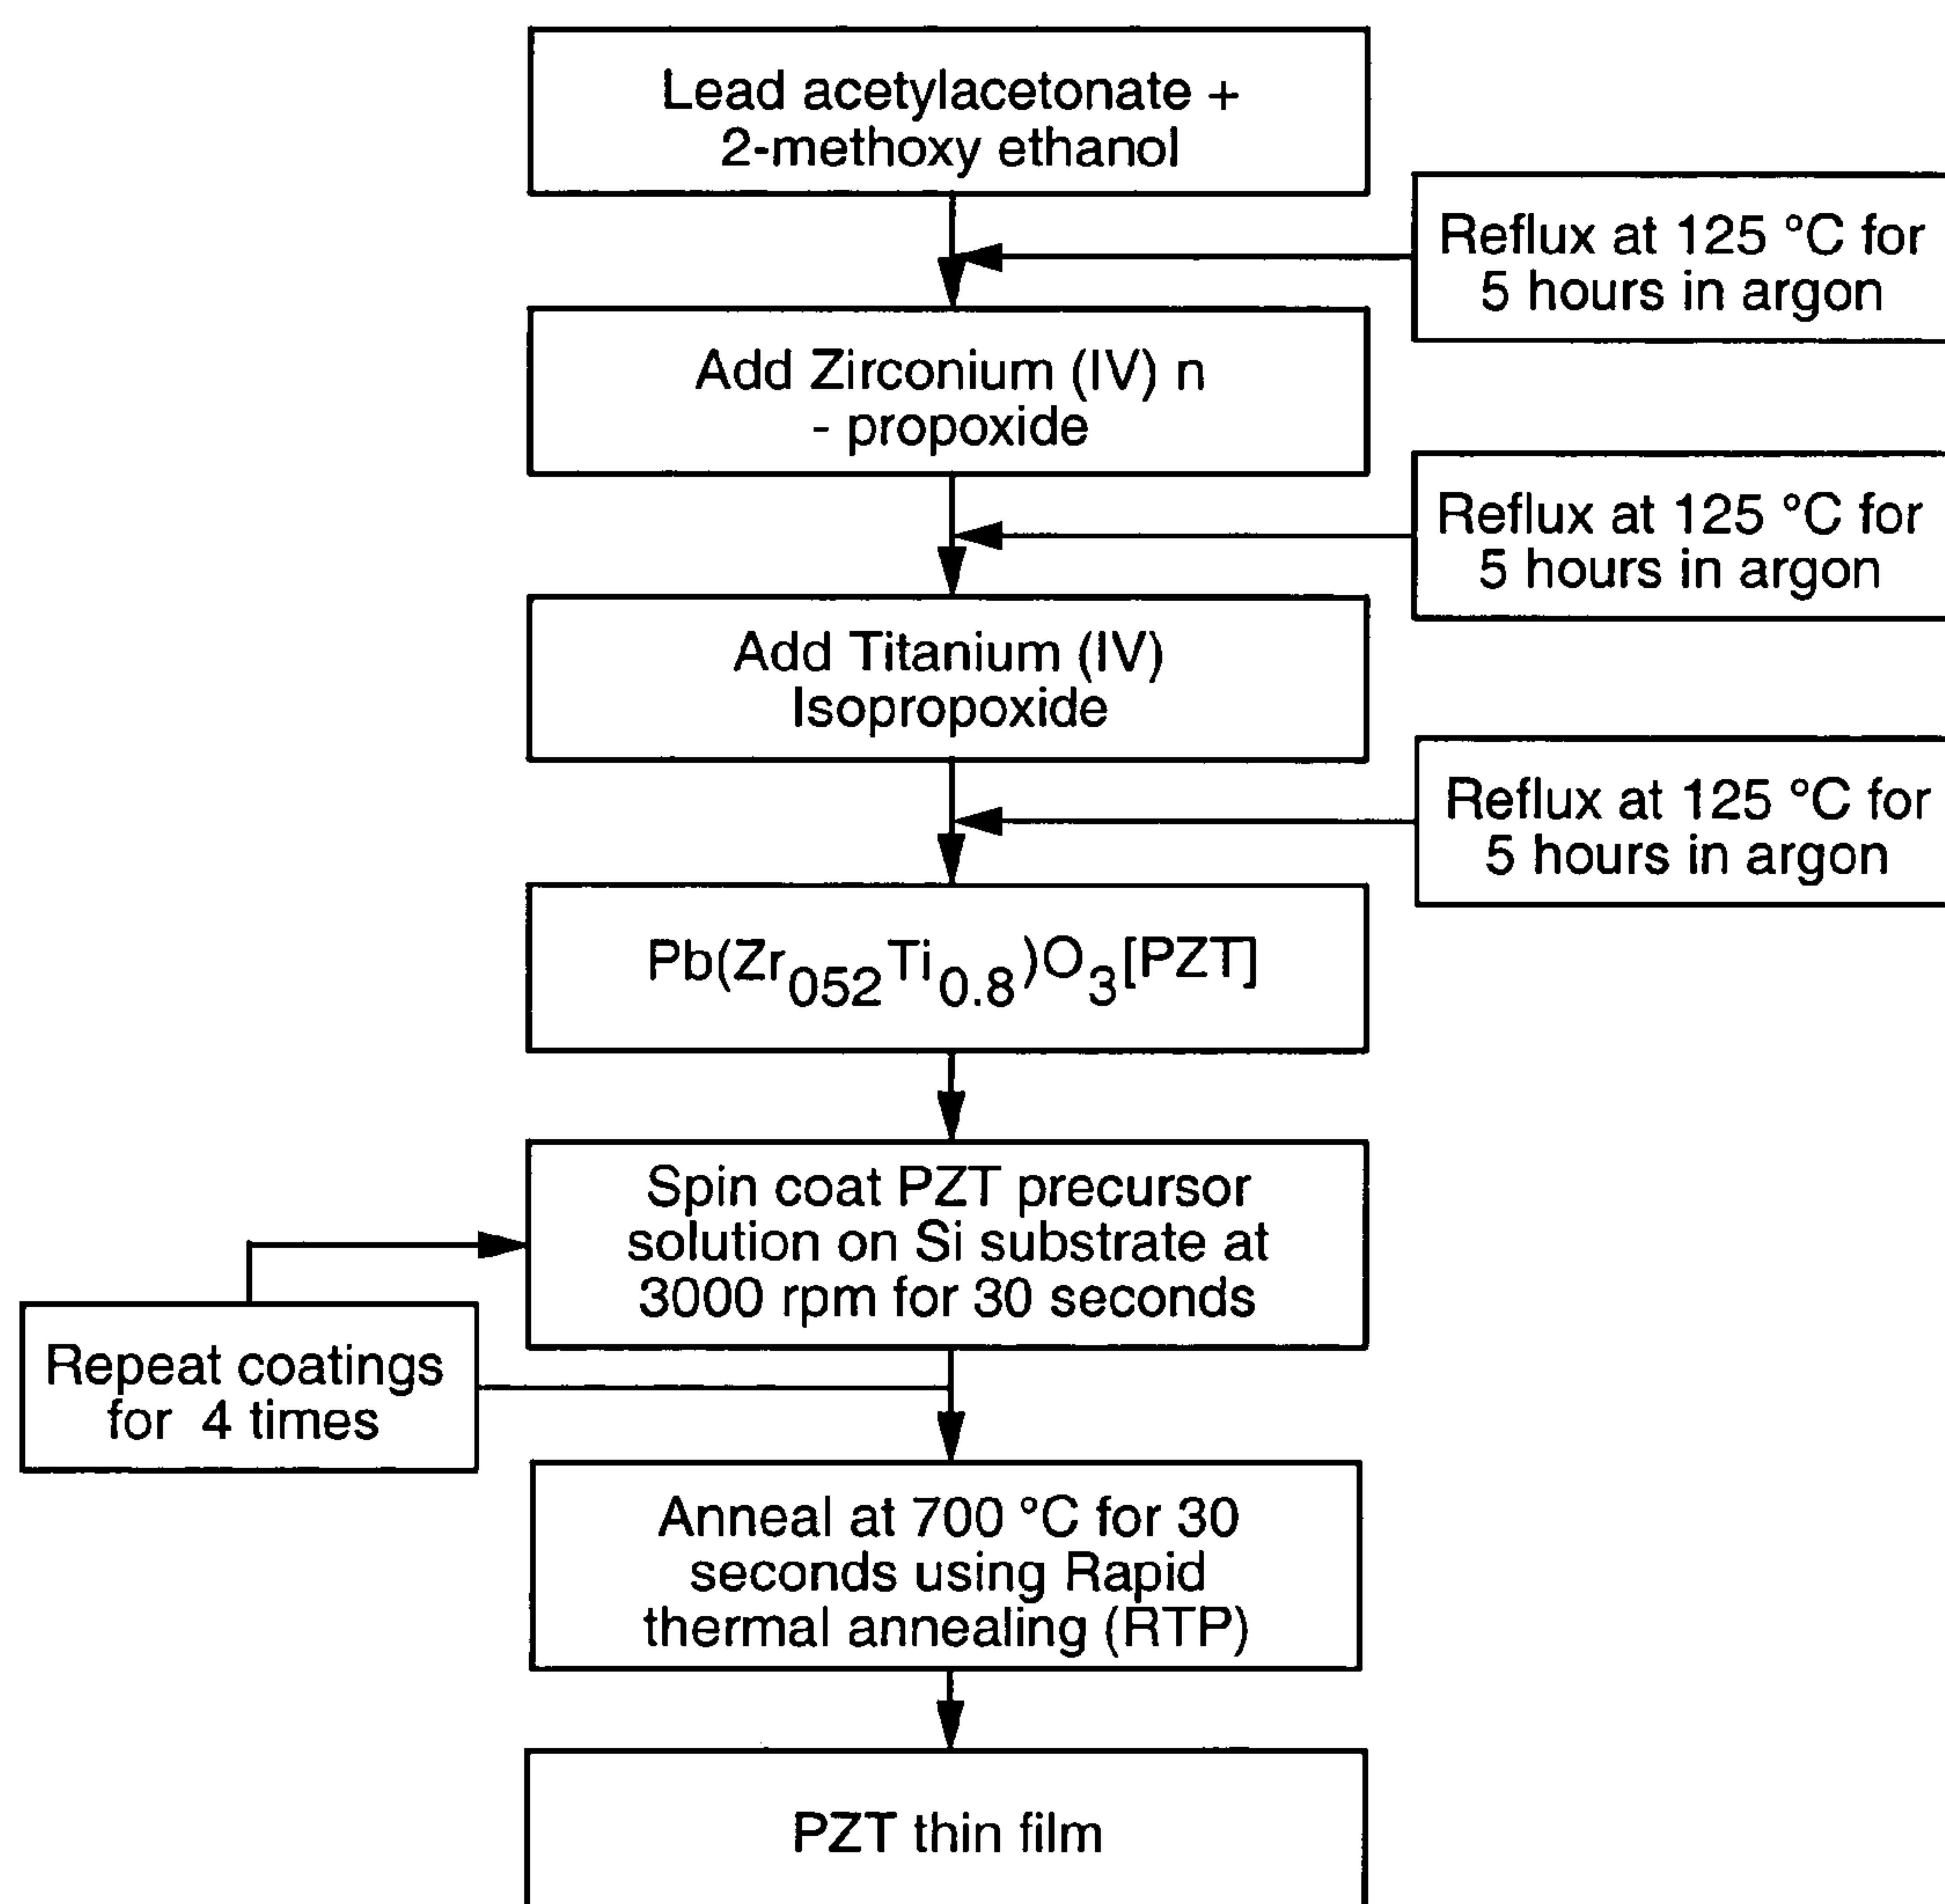 Lead acetylacetonate +
2-methoxy ethanol
Reflux at 125 °C for
5 hours in argon
Add Zirconium (IV) n
- propoxide
Reflux at 125 °C for
5 hours in argon
Add Titanium (IV)
Isopropoxide
Reflux at 125 °C for
5 hours in argon
Pb(Zr052Ti0.8)O3[PZT]
Spin coat PZT precursor
solution on Si substrate at
3000 rpm for 30 seconds
Repeat coatings
for 4 times
Anneal at 700 °C for 30
seconds using Rapid
thermal annealing (RTP)
PZT thin film